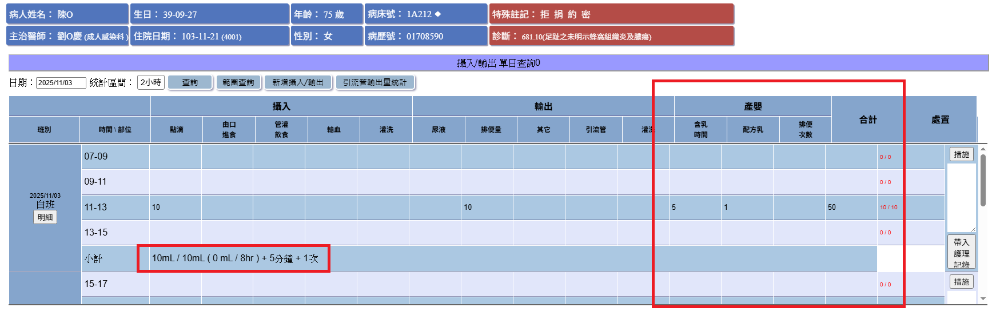 病人姓名： 陳O 生日： 39-09-27 年齡： 75 歲 病床號： 1A212 ◆ 特殊註記： 拒 捐 約 密
主治醫師： 劉O慶 (成人感染科 ) 住院日期： 103-11-21 (4001) 性別： 女 病歷號： 01708590 診斷： 681.10(足趾之未明示蜂窩組織炎及膿瘍)
攝入/輸出 單日查詢0
日期： 2025/11/03 統計區間： 2小時 查詢 範圍查詢 新增攝入/輸出 引流管輸出量統計
攝入 輸出 產嬰 合計 處置
班別 時間 \ 部位 點滴 由口進食 管灌飲食 輸血 灌洗 尿液 排便量 其它 引流管 灌洗 含乳時間 配方乳 排便次數
2025/11/03
白班
明細
07-09 0 / 0 措施
09-11 0 / 0
11-13 10 10 5 1 50 10 / 10
13-15 0 / 0
小計 10mL / 10mL ( 0 mL / 8hr ) + 5分鐘 + 1次
帶入
護理
記錄
15-17 0 / 0 措施